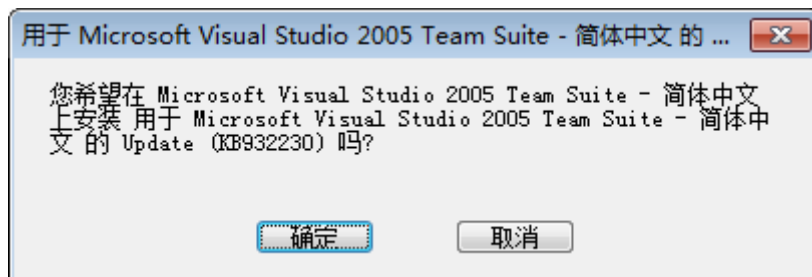 用于 Microsoft Visual Studio 2005 Team Suite - 简体中文 的 ...
您希望在 Microsoft Visual Studio 2005 Team Suite - 简体中文
上安装 用于 Microsoft Visual Studio 2005 Team Suite - 简体中
文 的 Update (KB932230) 吗?
确定 取消